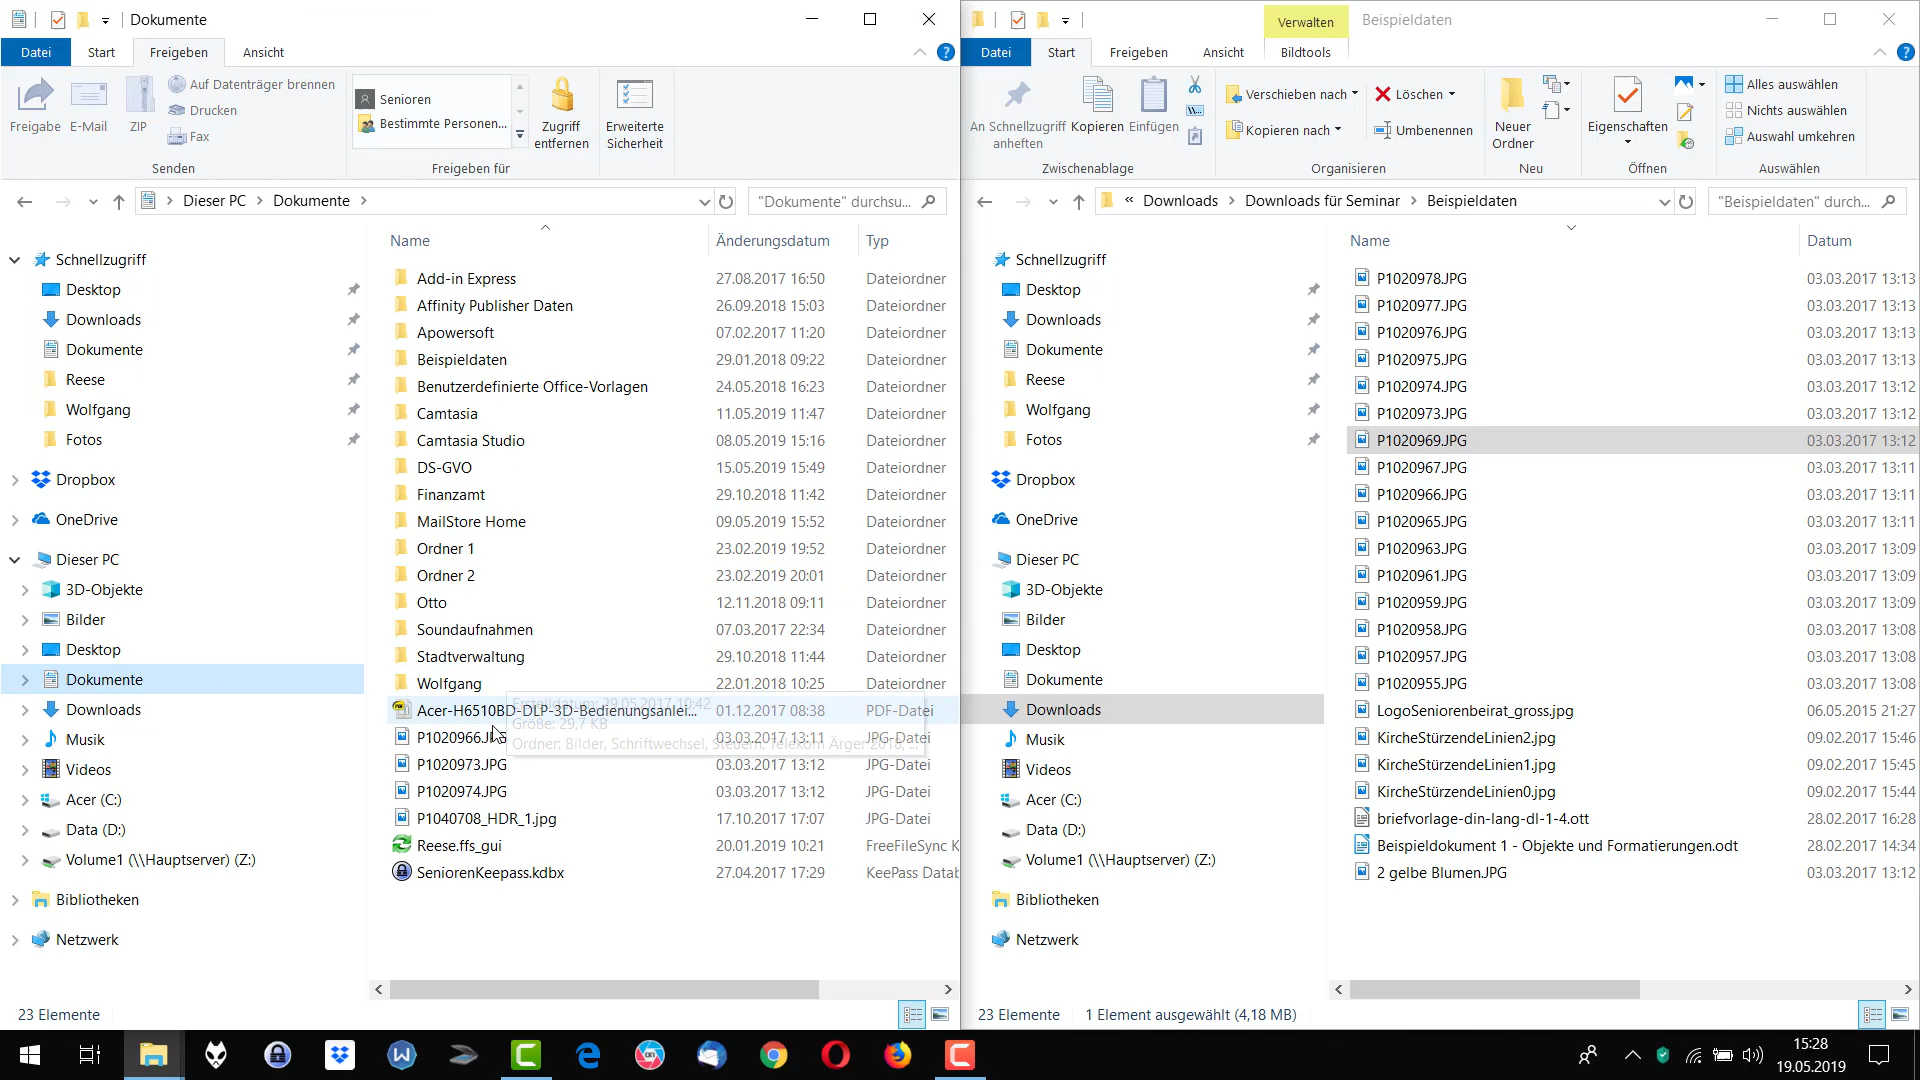 Dokumente
Datei
Start
Freigeben
Ansicht
Freigabe
E-Mail
ZIP
Auf Datenträger brennen
Drucken
Fax
Senden
Senioren
Bestimmte Personen...
Zugriff
entfernen
Erweiterte
Sicherheit
Freigeben für
Dieser PC
Dokumente
"Dokumente" durchsu...
Schnellzugriff
Desktop
Downloads
Dokumente
Reese
Wolfgang
Fotos
Dropbox
OneDrive
Dieser PC
3D-Objekte
Bilder
Desktop
Dokumente
Downloads
Musik
Videos
Acer (C:)
Data (D:)
Volume1 (\\Hauptserver) (Z:)
Bibliotheken
Netzwerk
Name Änderungsdatum Typ
Add-in Express 27.08.2017 16:50 Dateiordner
Affinity Publisher Daten 26.09.2018 15:03 Dateiordner
Apowersoft 07.02.2017 11:20 Dateiordner
Beispieldaten 29.01.2018 09:22 Dateiordner
Benutzerdefinierte Office-Vorlagen 24.05.2018 16:23 Dateiordner
Camtasia 11.05.2019 11:47 Dateiordner
Camtasia Studio 08.05.2019 15:16 Dateiordner
DS-GVO 15.05.2019 15:49 Dateiordner
Finanzamt 29.10.2018 11:42 Dateiordner
MailStore Home 09.05.2019 15:52 Dateiordner
Ordner 1 23.02.2019 19:52 Dateiordner
Ordner 2 23.02.2019 20:01 Dateiordner
Otto 12.11.2018 09:11 Dateiordner
Soundaufnahmen 07.03.2017 22:34 Dateiordner
Stadtverwaltung 29.10.2018 11:44 Dateiordner
Wolfgang 22.01.2018 10:25 Dateiordner
Erstelldatum: 29.05.2017 10:42
Acer-H6510BD-DLP-3D-Bedienungsanlei... 01.12.2017 08:38 PDF-Datei
Größe: 29,7 KB
P1020966.JPG 03.03.2017 13:11 JPG-Datei
Ordner: Bilder, Schriftwechsel, Steuern, Telekom Ärger 2018, ...
P1020973.JPG 03.03.2017 13:12 JPG-Datei
P1020974.JPG 03.03.2017 13:12 JPG-Datei
P1040708_HDR_1.jpg 17.10.2017 17:07 JPG-Datei
Reese.ffs_gui 20.01.2019 10:21 FreeFileSync K
SeniorenKeepass.kdbx 27.04.2017 17:29 KeePass Datab
23 Elemente
Verwalten
Beispieldaten
Datei
Start
Freigeben
Ansicht
Bildtools
An Schnellzugriff
anheften
Kopieren
Einfügen
Zwischenablage
Verschieben nach
Kopieren nach
Löschen
Umbenennen
Organisieren
Neuer
Ordner
Neu
Eigenschaften
Öffnen
Alles auswählen
Nichts auswählen
Auswahl umkehren
Auswählen
« Downloads
Downloads für Seminar
Beispieldaten
"Beispieldaten" durch...
Schnellzugriff
Desktop
Downloads
Dokumente
Reese
Wolfgang
Fotos
Dropbox
OneDrive
Dieser PC
3D-Objekte
Bilder
Desktop
Dokumente
Downloads
Musik
Videos
Acer (C:)
Data (D:)
Volume1 (\\Hauptserver) (Z:)
Bibliotheken
Netzwerk
Name Datum
P1020978.JPG 03.03.2017 13:13
P1020977.JPG 03.03.2017 13:13
P1020976.JPG 03.03.2017 13:13
P1020975.JPG 03.03.2017 13:13
P1020974.JPG 03.03.2017 13:12
P1020973.JPG 03.03.2017 13:12
P1020969.JPG 03.03.2017 13:12
P1020967.JPG 03.03.2017 13:11
P1020966.JPG 03.03.2017 13:11
P1020965.JPG 03.03.2017 13:11
P1020963.JPG 03.03.2017 13:09
P1020961.JPG 03.03.2017 13:09
P1020959.JPG 03.03.2017 13:09
P1020958.JPG 03.03.2017 13:08
P1020957.JPG 03.03.2017 13:08
P1020955.JPG 03.03.2017 13:08
LogoSeniorenbeirat_gross.jpg 06.05.2015 21:27
KircheStürzendeLinien2.jpg 09.02.2017 15:46
KircheStürzendeLinien1.jpg 09.02.2017 15:45
KircheStürzendeLinien0.jpg 09.02.2017 15:44
briefvorlage-din-lang-dl-1-4.ott 28.02.2017 16:28
Beispieldokument 1 - Objekte und Formatierungen.odt 28.02.2017 14:34
2 gelbe Blumen.JPG 03.03.2017 13:12
23 Elemente
1 Element ausgewählt (4,18 MB)
15:28
19.05.2019